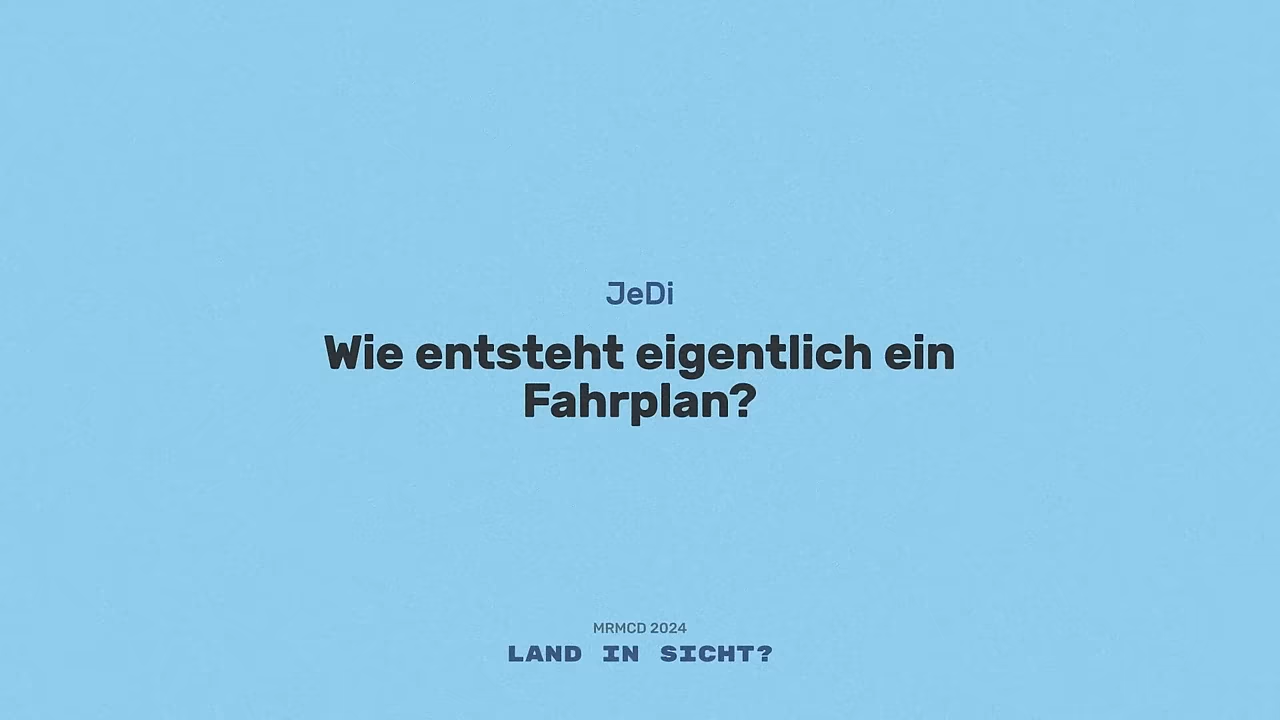 JeDi
Wie entsteht eigentlich ein
Fahrplan?
MRMCD 2024
LAND IN SICHT?